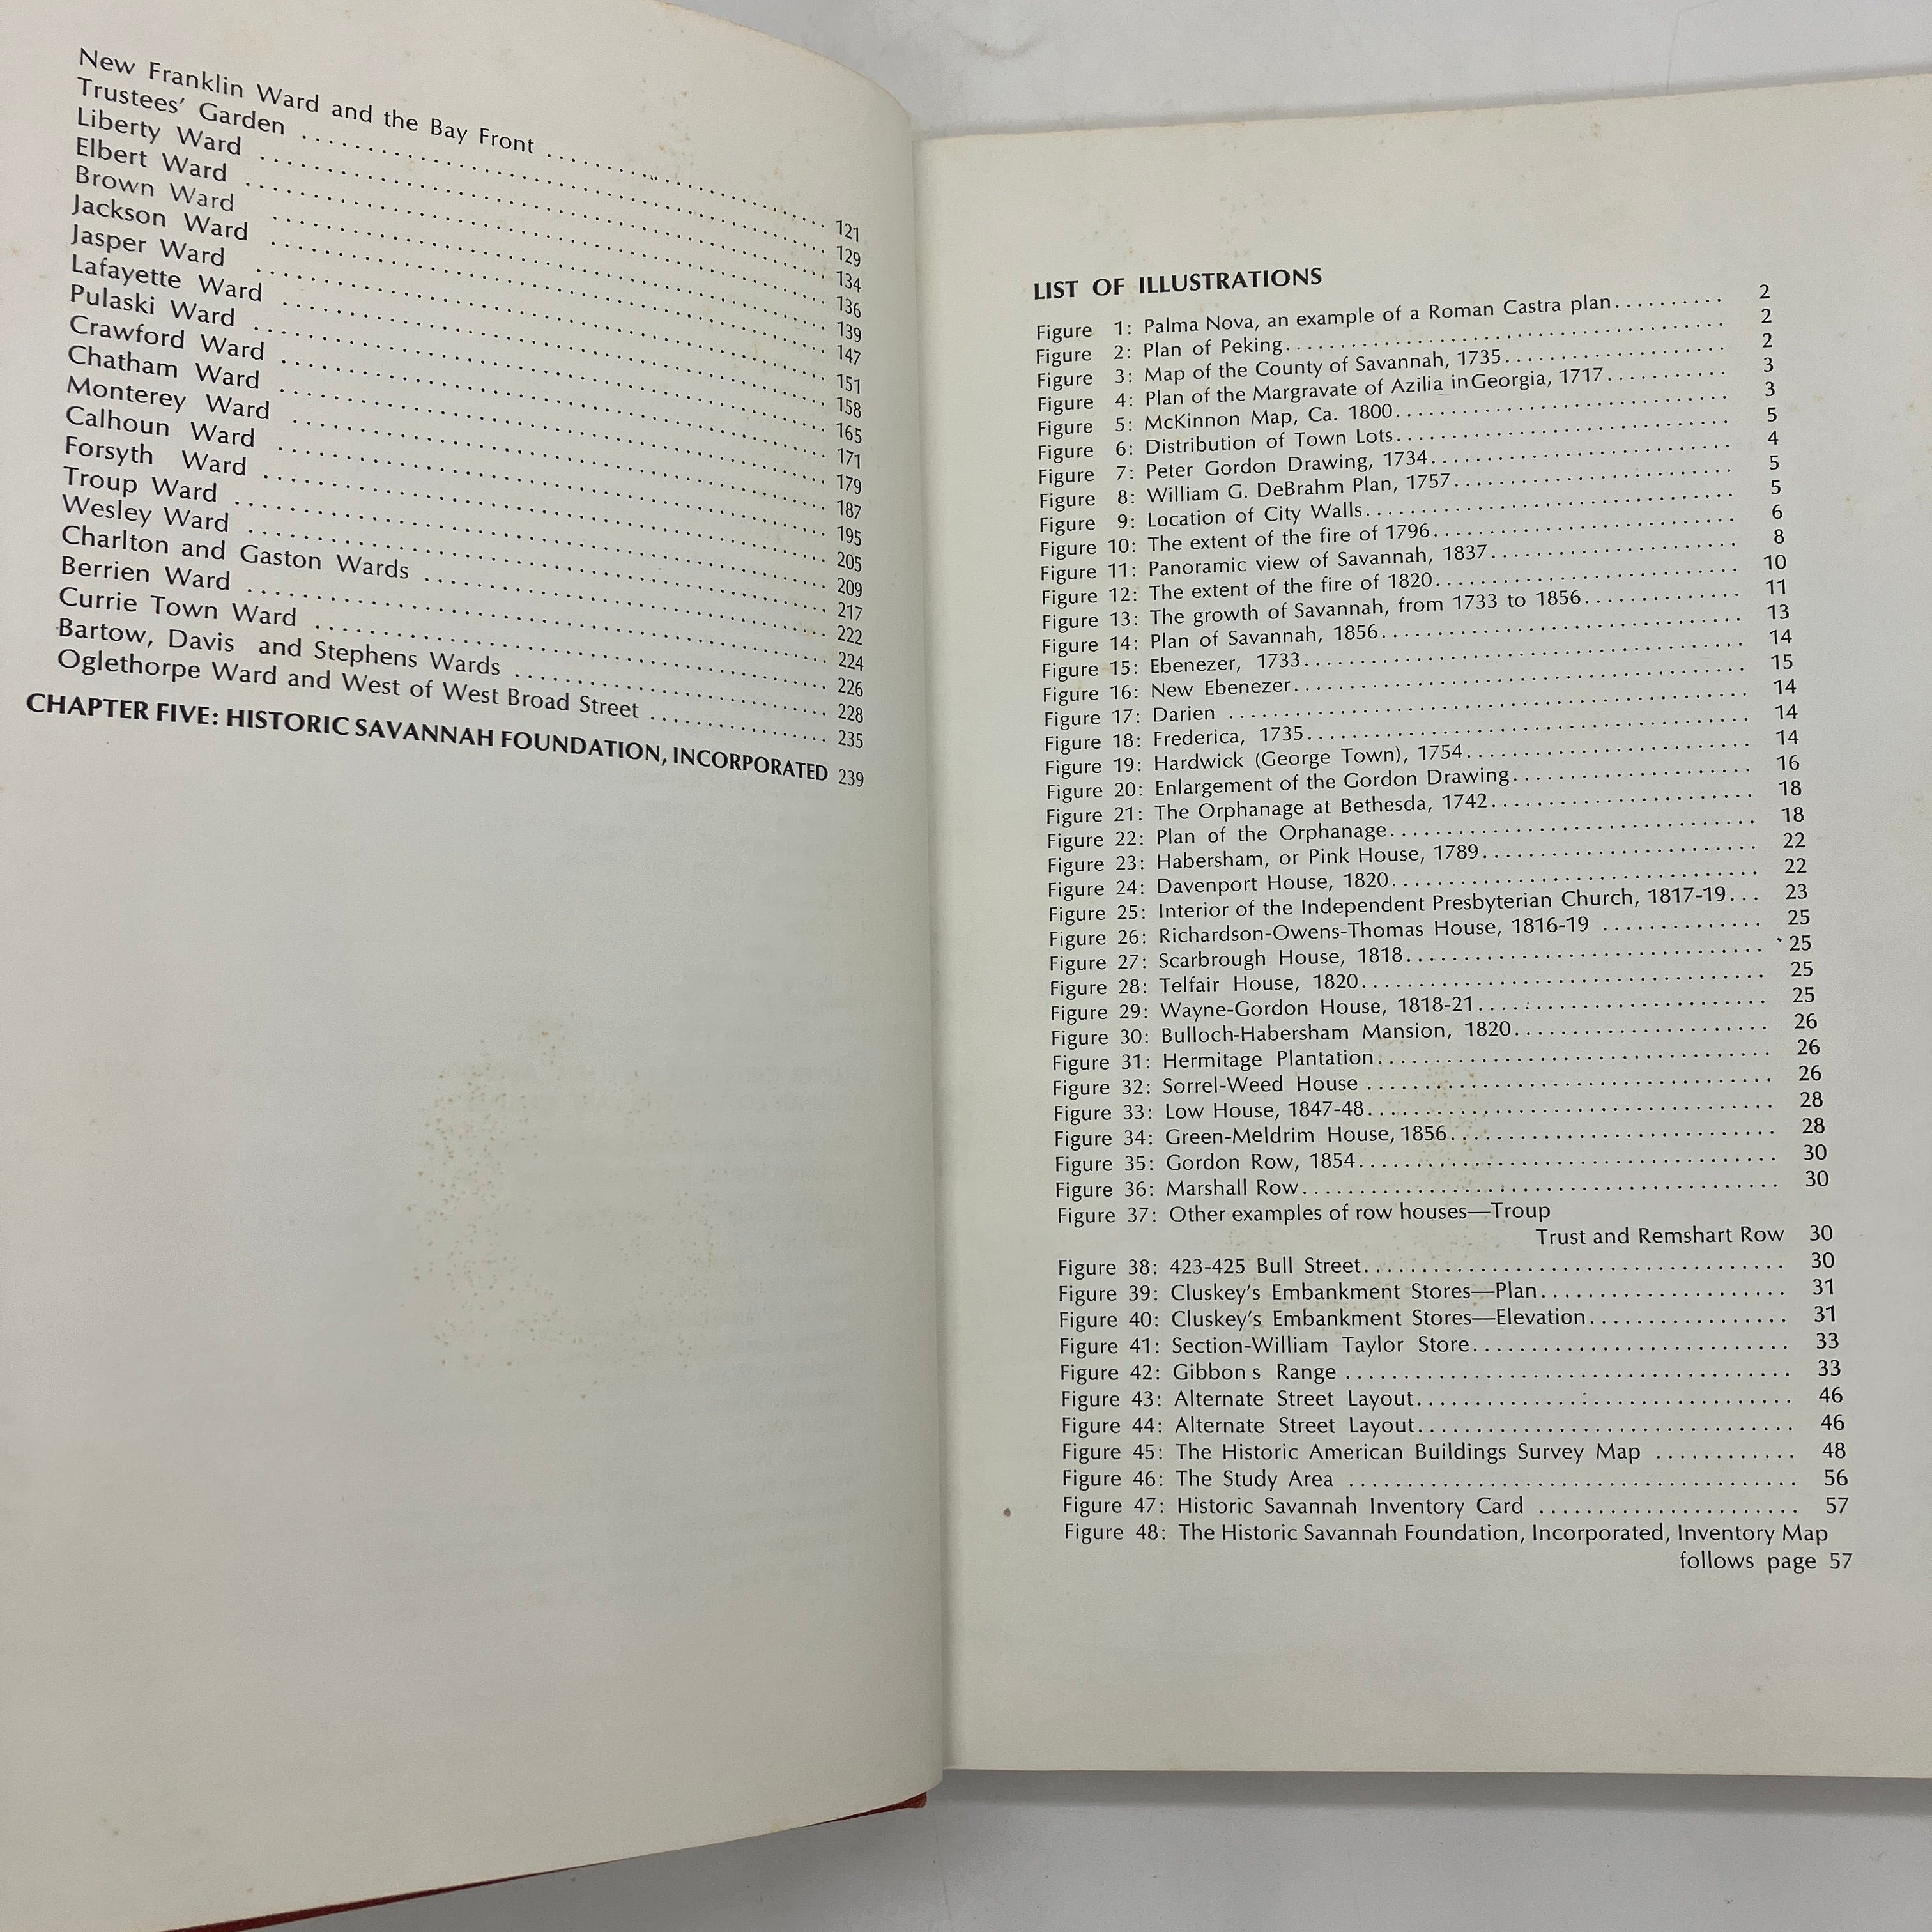 New Franklin Ward and the Bay Front .......... 121
Trustees' Garden .......... 129
Liberty Ward .......... 134
Elbert Ward .......... 136
Brown Ward .......... 139
Jackson Ward .......... 147
Jasper Ward .......... 151
Lafayette Ward .......... 158
Pulaski Ward .......... 165
Crawford Ward .......... 171
Chatham Ward .......... 179
Monterey Ward .......... 187
Calhoun Ward .......... 195
Forsyth Ward .......... 205
Troup Ward .......... 209
Wesley Ward .......... 217
Charlton and Gaston Wards .......... 222
Berrien Ward .......... 224
Currie Town Ward .......... 226
Bartow, Davis and Stephens Wards .......... 228
Oglethorpe Ward and West of West Broad Street .......... 235
CHAPTER FIVE: HISTORIC SAVANNAH FOUNDATION, INCORPORATED 239
LIST OF ILLUSTRATIONS
Figure 1: Palma Nova, an example of a Roman Castra plan.......... 2
Figure 2: Plan of Peking.......... 2
Figure 3: Map of the County of Savannah, 1735.......... 2
Figure 4: Plan of the Margravate of Azilia in Georgia, 1717.......... 3
Figure 5: McKinnon Map, Ca. 1800.......... 3
Figure 6: Distribution of Town Lots.......... 5
Figure 7: Peter Gordon Drawing, 1734.......... 4
Figure 8: William G. DeBrahm Plan, 1757.......... 5
Figure 9: Location of City Walls.......... 5
Figure 10: The extent of the fire of 1796.......... 6
Figure 11: Panoramic view of Savannah, 1837.......... 8
Figure 12: The extent of the fire of 1820.......... 10
Figure 13: The growth of Savannah, from 1733 to 1856.......... 11
Figure 14: Plan of Savannah, 1856.......... 13
Figure 15: Ebenezer, 1733.......... 14
Figure 16: New Ebenezer.......... 15
Figure 17: Darien .......... 14
Figure 18: Frederica, 1735.......... 14
Figure 19: Hardwick (George Town), 1754.......... 14
Figure 20: Enlargement of the Gordon Drawing.......... 16
Figure 21: The Orphanage at Bethesda, 1742.......... 18
Figure 22: Plan of the Orphanage.......... 18
Figure 23: Habersham, or Pink House, 1789.......... 22
Figure 24: Davenport House, 1820.......... 22
Figure 25: Interior of the Independent Presbyterian Church, 1817-19... 23
Figure 26: Richardson-Owens-Thomas House, 1816-19 .......... 25
Figure 27: Scarbrough House, 1818.......... 25
Figure 28: Telfair House, 1820.......... 25
Figure 29: Wayne-Gordon House, 1818-21.......... 25
Figure 30: Bulloch-Habersham Mansion, 1820.......... 26
Figure 31: Hermitage Plantation.......... 26
Figure 32: Sorrel-Weed House .......... 26
Figure 33: Low House, 1847-48.......... 28
Figure 34: Green-Meldrim House, 1856.......... 28
Figure 35: Gordon Row, 1854.......... 30
Figure 36: Marshall Row.......... 30
Figure 37: Other examples of row houses—Troup
Trust and Remshart Row 30
Figure 38: 423-425 Bull Street.......... 30
Figure 39: Cluskey's Embankment Stores—Plan.......... 31
Figure 40: Cluskey's Embankment Stores—Elevation.......... 31
Figure 41: Section-William Taylor Store.......... 33
Figure 42: Gibbon s Range .......... 33
Figure 43: Alternate Street Layout.......... 46
Figure 44: Alternate Street Layout.......... 46
Figure 45: The Historic American Buildings Survey Map .......... 48
Figure 46: The Study Area .......... 56
Figure 47: Historic Savannah Inventory Card .......... 57
Figure 48: The Historic Savannah Foundation, Incorporated, Inventory Map
follows page 57